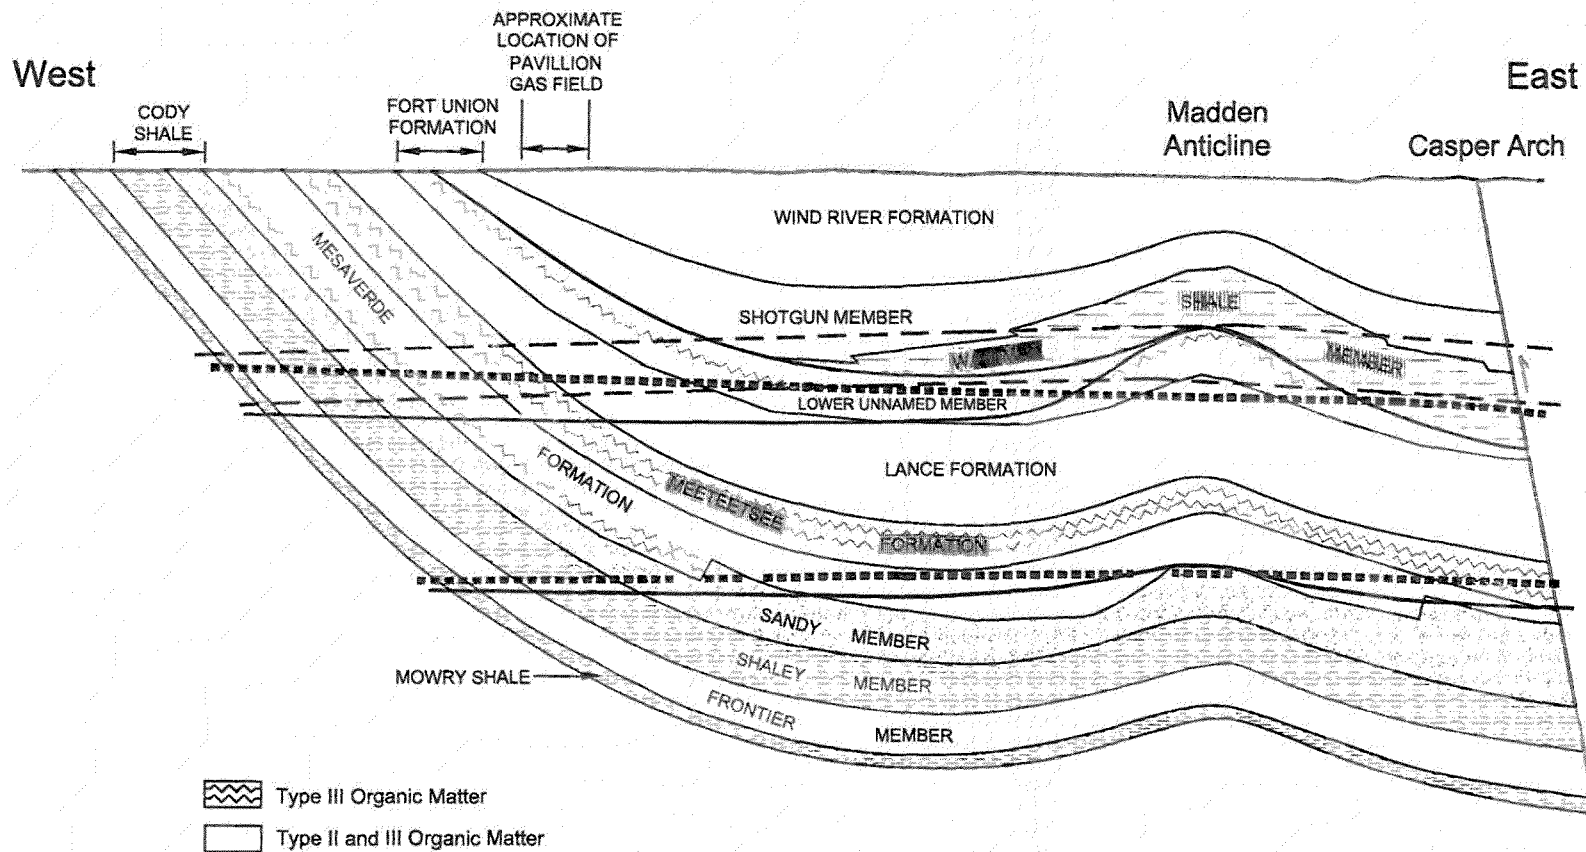 APPROXIMATE
LOCATION OF
PAVILLION
GAS FIELD
West
East
CODY
SHALE
FORT UNION
FORMATION
Madden
Anticline
Casper Arch
WIND RIVER FORMATION
MESAVERDE
SHOTGUN MEMBER
SHALE
MEMBER
LOWER UNNAMED MEMBER
LANCE FORMATION
FORMATION
MEETEETSEE
FORMATION
SANDY MEMBER
SHALEY MEMBER
MOWRY SHALE
FRONTIER MEMBER
Type III Organic Matter
Type II and III Organic Matter